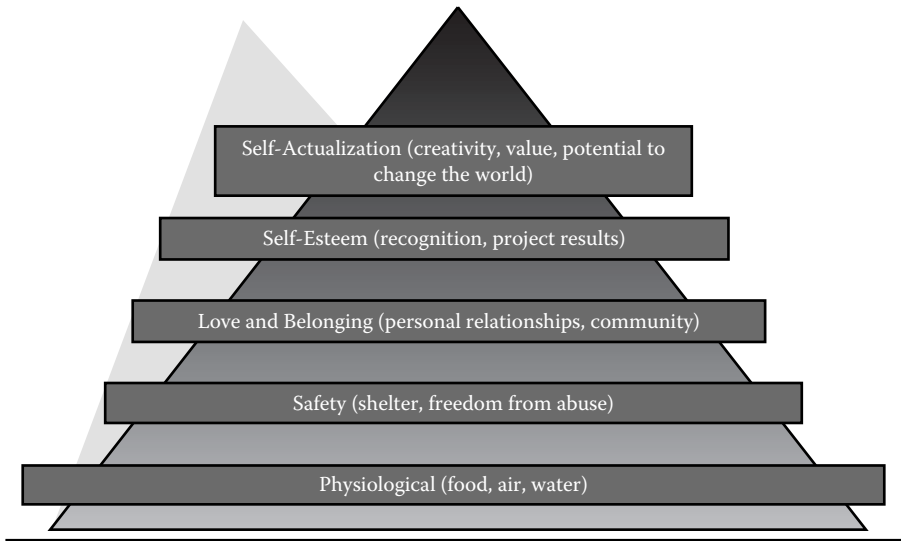 Self-Actualization (creativity, value, potential to
change the world)
Self-Esteem (recognition, project results)
Love and Belonging (personal relationships, community)
Safety (shelter, freedom from abuse)
Physiological (food, air, water)